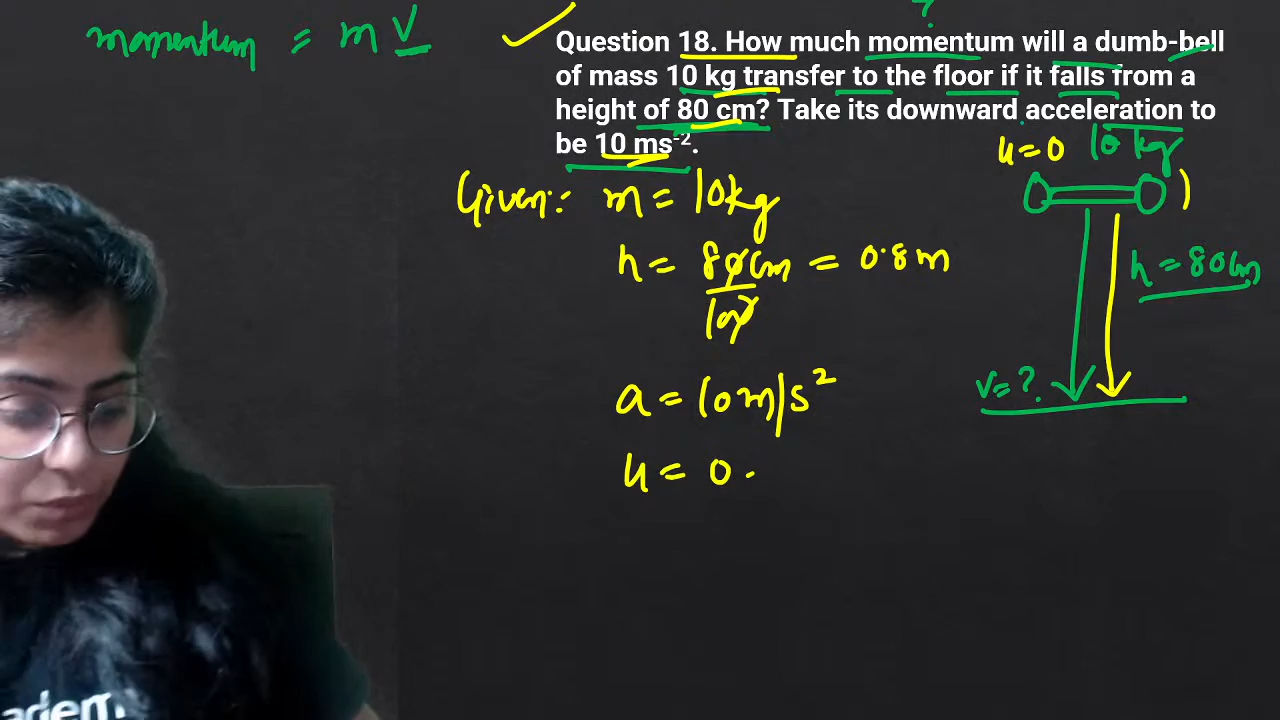 momentum = m v
?
Question 18. How much momentum will a dumb-bell
of mass 10 kg transfer to the floor if it falls from a
height of 80 cm? Take its downward acceleration to
be 10 ms-2.
u = 0 10 kg
Given: m = 10kg
h = 80cm/100 = 0.8m
h = 80cm
a = 10m/s²
v = ?
u = 0.
adem